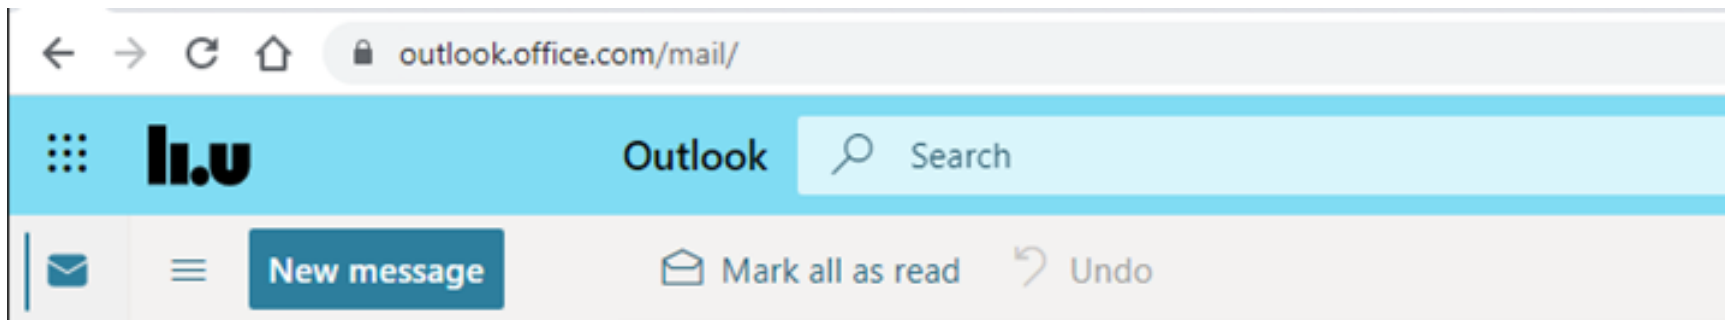 outlook.office.com/mail/
li.u Outlook Search
New message Mark all as read Undo